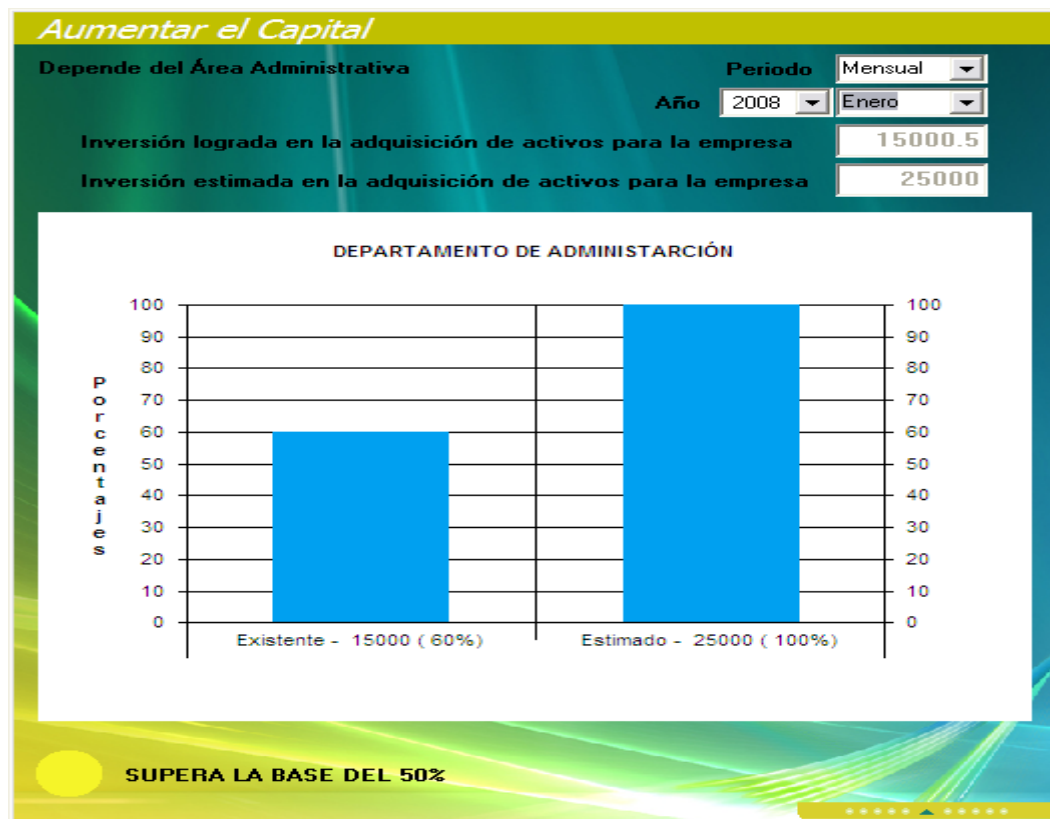 Aumentar el Capital
Depende del Área Administrativa
Periodo Mensual
Año 2008 Enero
Inversión lograda en la adquisición de activos para la empresa 15000.5
Inversión estimada en la adquisición de activos para la empresa 25000
DEPARTAMENTO DE ADMINISTARCIÓN
Porcentajes
100 100
90 90
80 80
70 70
60 60
50 50
40 40
30 30
20 20
10 10
0 0
Existente - 15000 ( 60%) Estimado - 25000 ( 100%)
SUPERA LA BASE DEL 50%